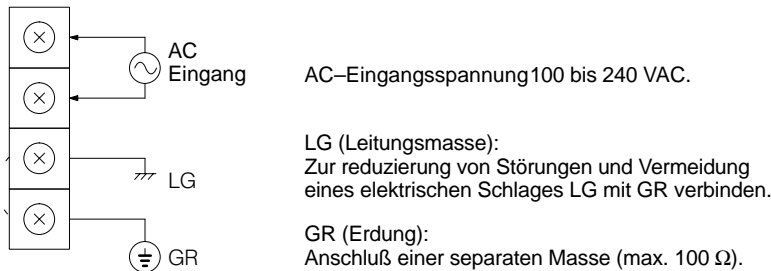 AC
Eingang
AC–Eingangsspannung100 bis 240 VAC.
LG (Leitungsmasse):
Zur reduzierung von Störungen und Vermeidung
eines elektrischen Schlages LG mit GR verbinden.
LG
GR (Erdung):
Anschluß einer separaten Masse (max. 100 Ω).
GR